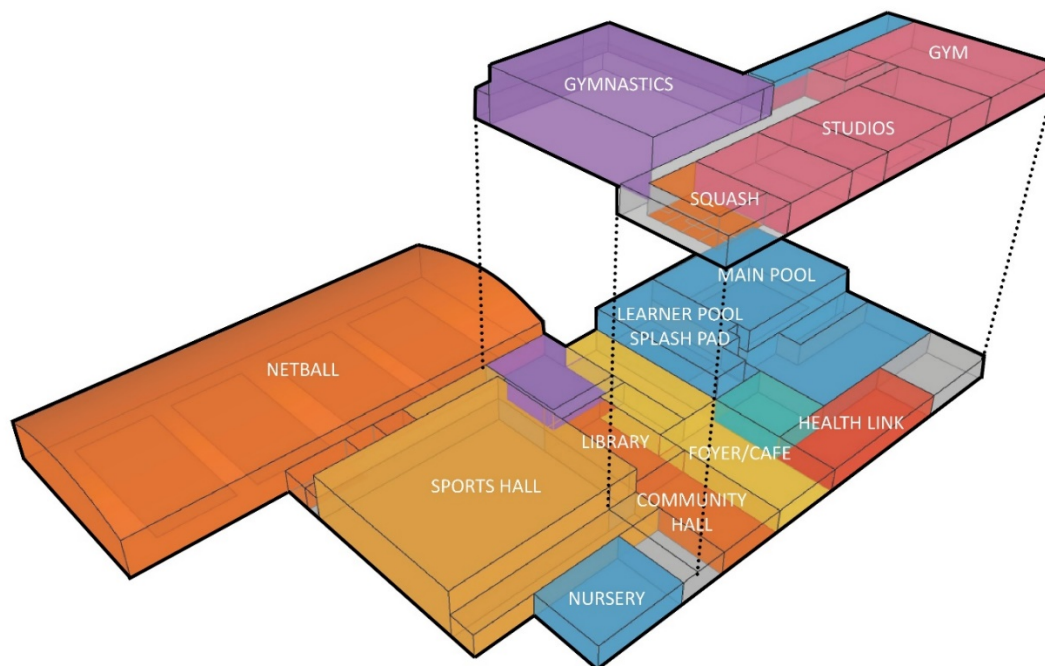 GYM
GYMNASTICS
STUDIOS
SQUASH
MAIN POOL
LEARNER POOL
SPLASH PAD
NETBALL
HEALTH LINK
LIBRARY
FOYER/CAFE
SPORTS HALL
COMMUNITY
HALL
NURSERY